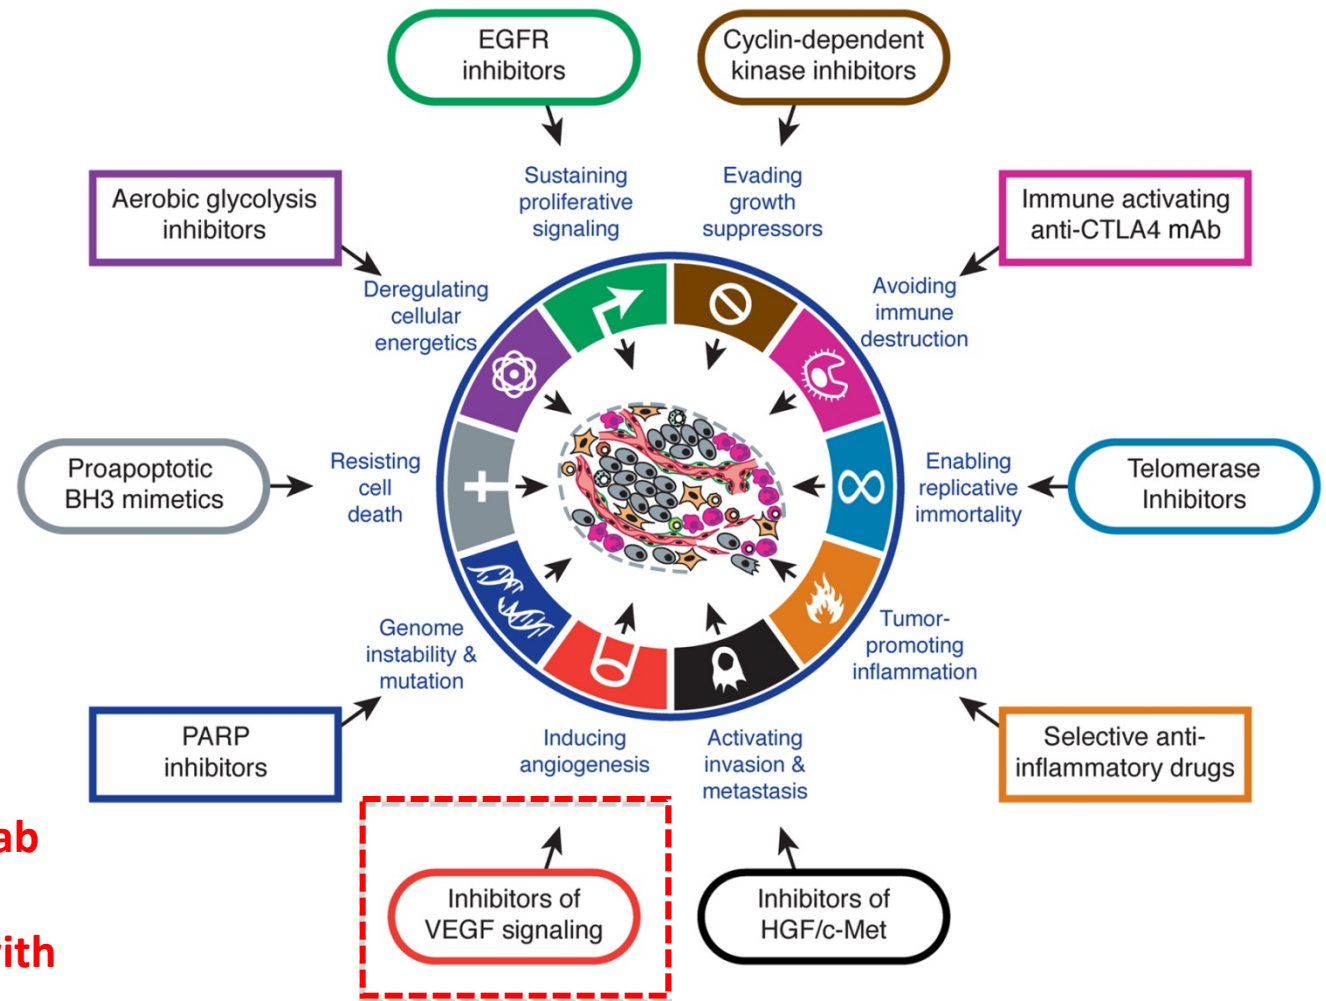 EGFR
inhibitors
Cyclin-dependent
kinase inhibitors
Sustaining
proliferative
signaling
Evading
growth
suppressors
Aerobic glycolysis
inhibitors
Immune activating
anti-CTLA4 mAb
Deregulating
cellular
energetics
Avoiding
immune
destruction
Proapoptotic
BH3 mimetics
Resisting
cell
death
Enabling
replicative
immortality
Telomerase
Inhibitors
Genome
instability &
mutation
Tumor-
promoting
inflammation
PARP
inhibitors
Inducing
angiogenesis
Activating
invasion &
metastasis
Selective anti-
inflammatory drugs
ab
Inhibitors of
VEGF signaling
Inhibitors of
HGF/c-Met